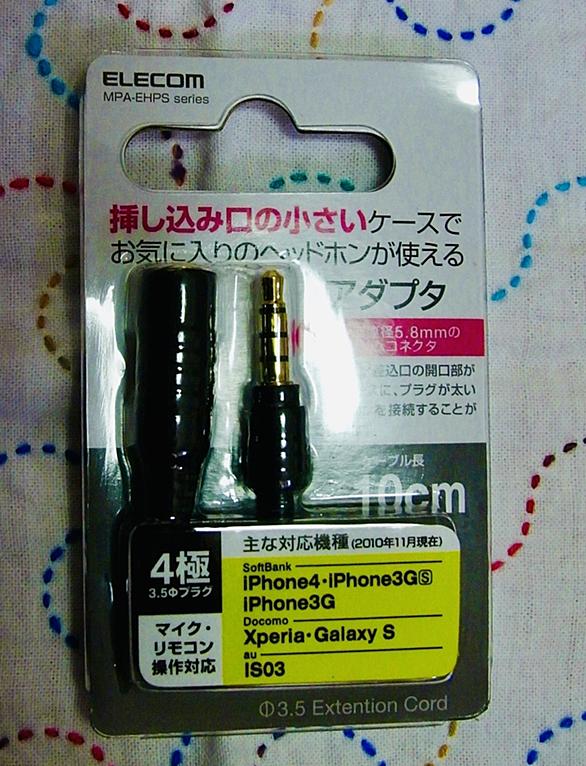 ELECOM
MPA-EHPS series
挿し込み口の小さいケースで
お気に入りのヘッドホンが使える
アダプタ
径5.8mmの
コネクタ
込口の開口部が
に、プラグが太い
を接続することが
ーブル長
10cm
4極
3.5Φプラグ
マイク・
リモコン
操作対応
主な対応機種(2010年11月現在)
SoftBank
iPhone4・iPhone3GS
iPhone3G
Docomo
Xperia・Galaxy S
au
IS03
Φ3.5 Extention Cord